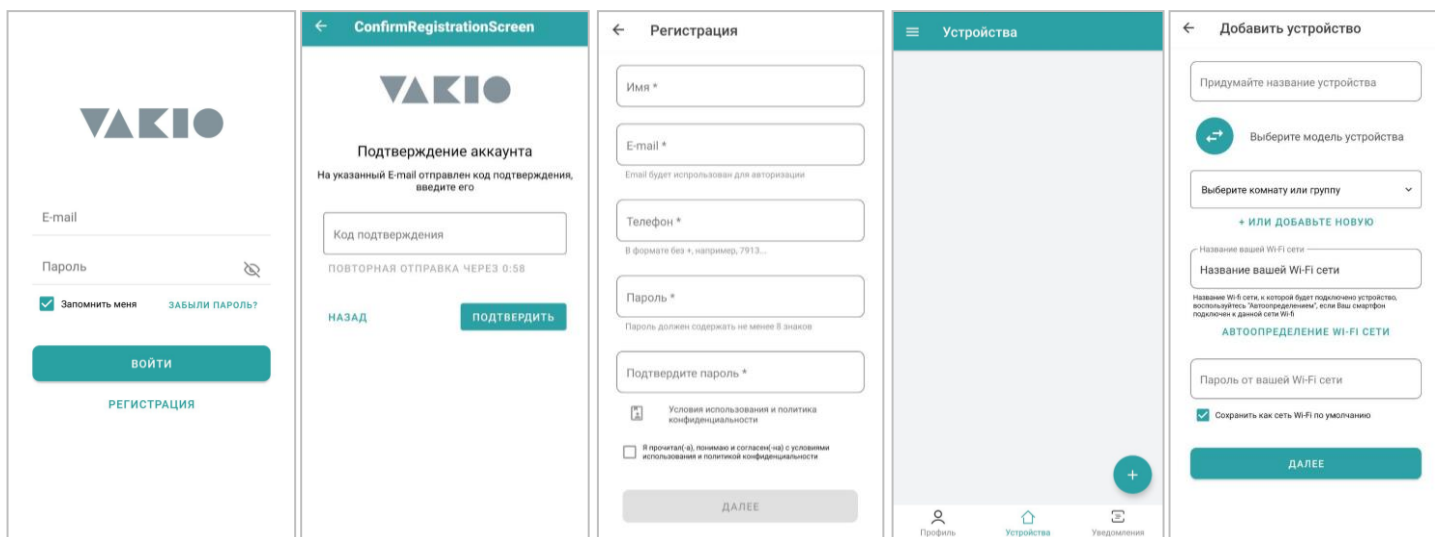 VAKIO
E-mail
Пароль
Запомнить меня
ЗАБЫЛИ ПАРОЛЬ?
ВОЙТИ
РЕГИСТРАЦИЯ
ConfirmRegistrationScreen
VAKIO
Подтверждение аккаунта
На указанный E-mail отправлен код подтверждения,
введите его
Код подтверждения
ПОВТОРНАЯ ОТПРАВКА ЧЕРЕЗ 0:58
НАЗАД
ПОДТВЕРДИТЬ
Регистрация
Имя *
E-mail *
Email будет испрользован для авторизации
Телефон *
В формате без +, например, 7913...
Пароль *
Пароль должен содержать не менее 8 знаков
Подтвердите пароль *
Условия использования и политика
конфиденциальности
Я прочитал(-а), понимаю и согласен(-на) с условиями
использования и политикой конфиденциальности
ДАЛЕЕ
Устройства
+
Профиль
Устройства
Уведомления
Добавить устройство
Придумайте название устройства
Выберите модель устройства
Выберите комнату или группу
+ ИЛИ ДОБАВЬТЕ НОВУЮ
Название вашей Wi-Fi сети
Название вашей Wi-Fi сети
Название Wi-fi сети, к которой будет подключено устройство,
воспользуйтесь "Автоопределением", если Ваш смартфон
подключен к данной сети Wi-fi
АВТООПРЕДЕЛЕНИЕ WI-FI СЕТИ
Пароль от вашей Wi-Fi сети
Сохранить как сеть Wi-Fi по умолчанию
ДАЛЕЕ